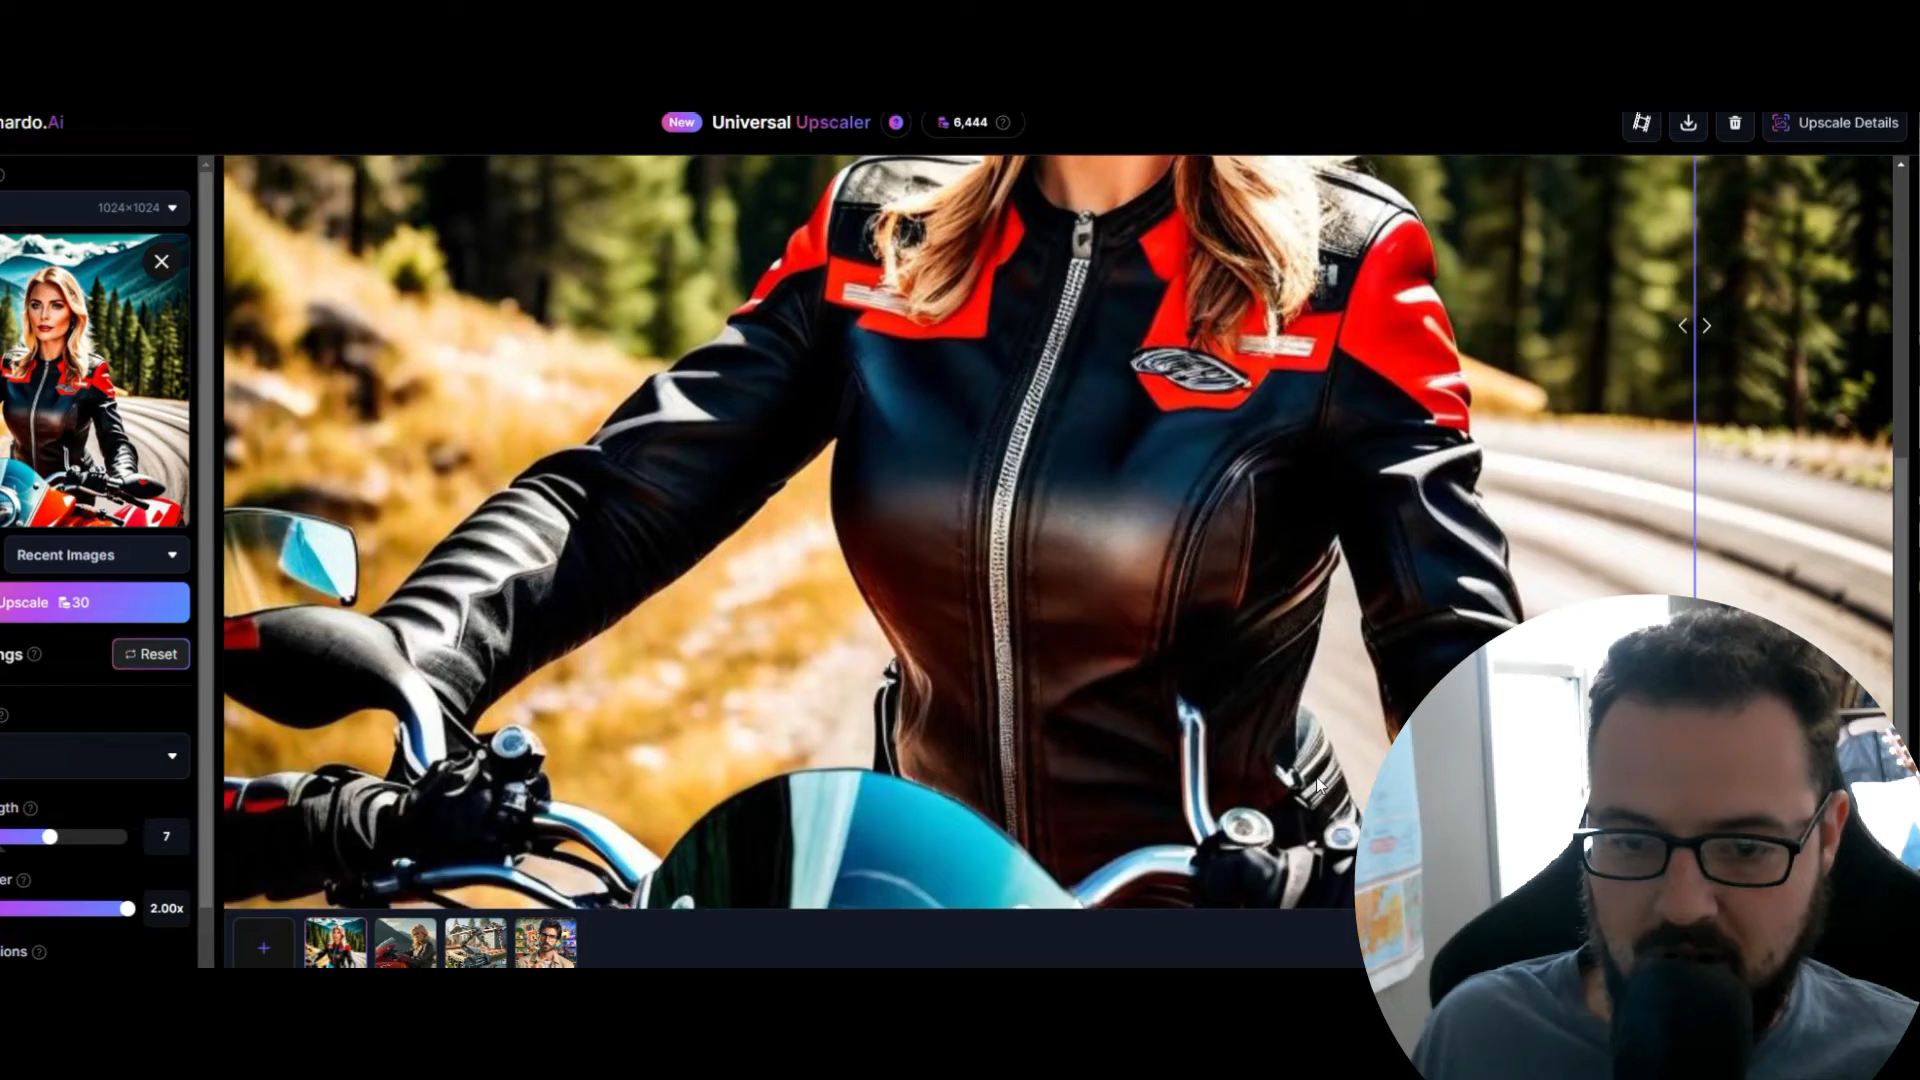 nardo.Ai
New Universal Upscaler 6,444
Upscale Details
1024×1024
Recent Images
Upscale 30
ngs
Reset
gth
7
er
2.00x
ions